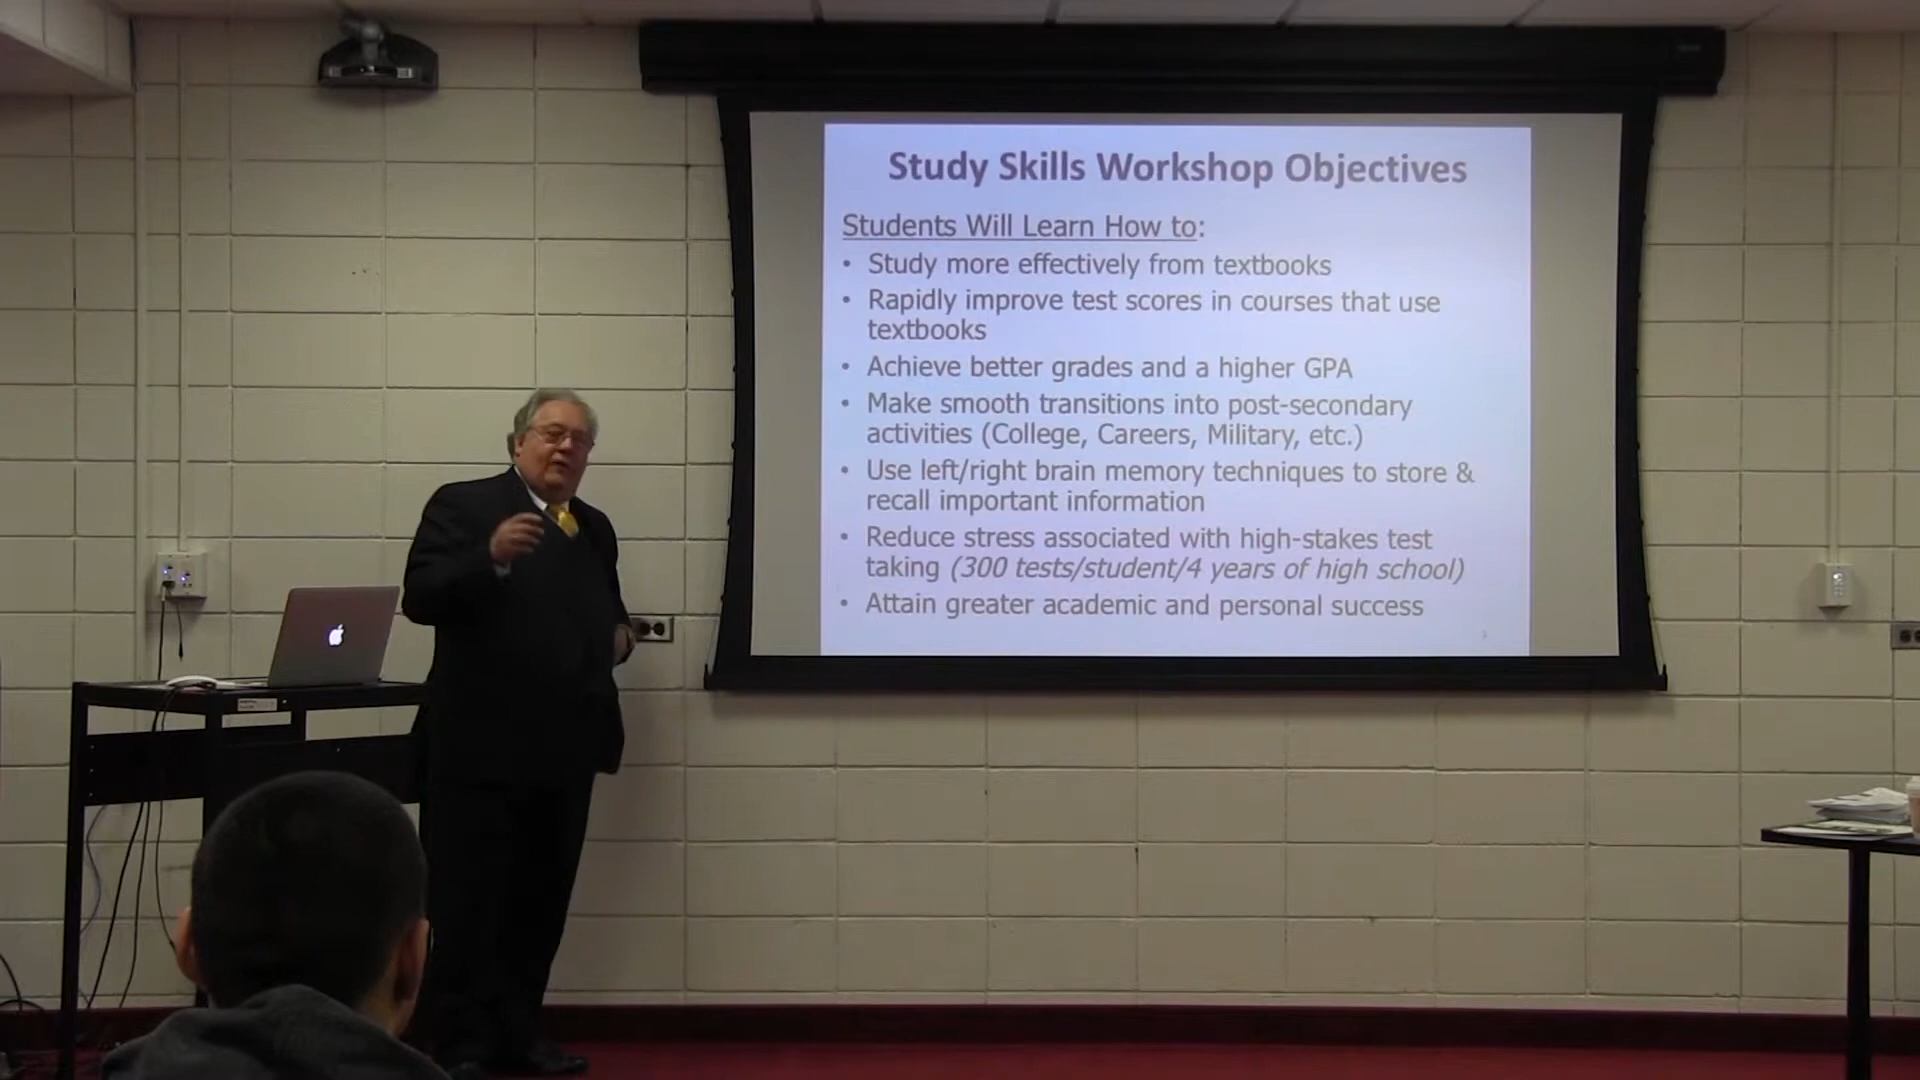 Study Skills Workshop Objectives
Students Will Learn How to:
• Study more effectively from textbooks
• Rapidly improve test scores in courses that use
textbooks
• Achieve better grades and a higher GPA
• Make smooth transitions into post-secondary
activities (College, Careers, Military, etc.)
• Use left/right brain memory techniques to store &
recall important information
• Reduce stress associated with high-stakes test
taking (300 tests/student/4 years of high school)
• Attain greater academic and personal success